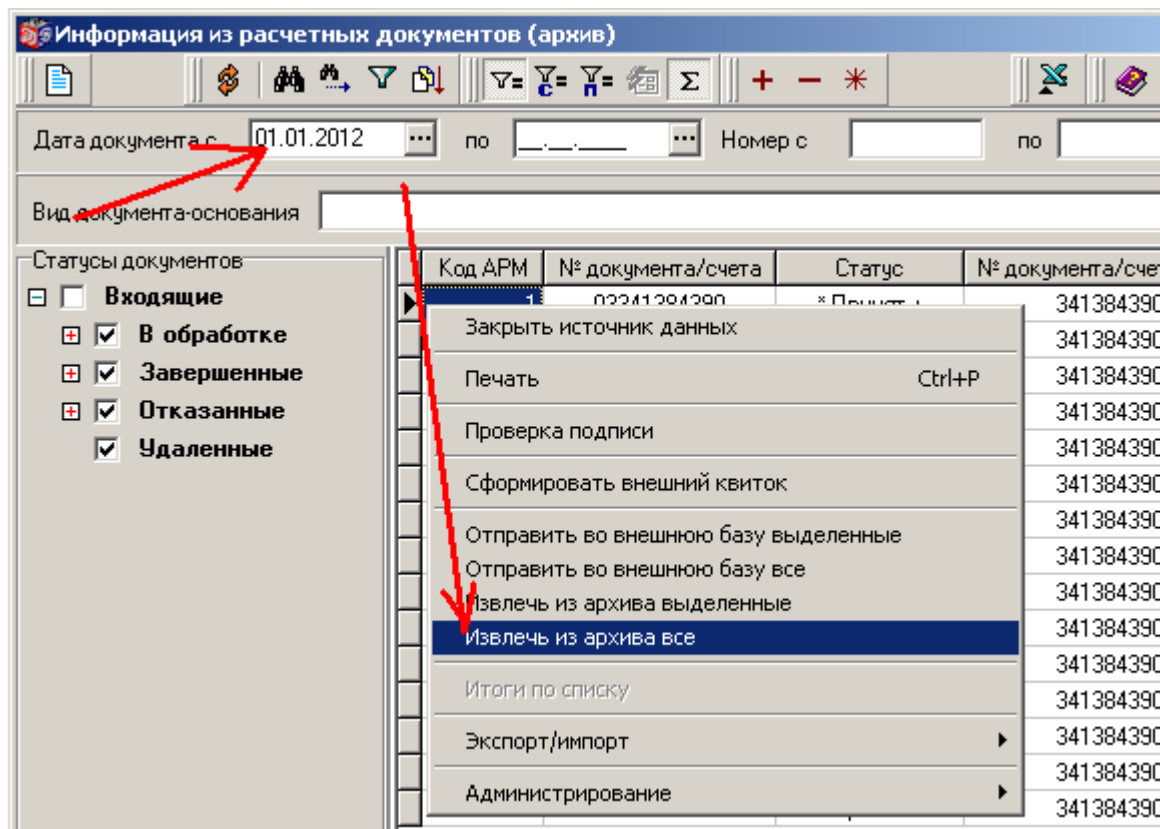 Информация из расчетных документов (архив)
Дата документа с 01.01.2012 ... по __.__.____ ... Номер с по
Вид документа-основания
Статусы документов
Входящие
В обработке
Завершенные
Отказанные
Удаленные
Код АРМ № документа/счета Статус № документа/сче
1 341384390
Закрыть источник данных
341384390
Печать Ctrl+P
341384390
341384390
Проверка подписи
341384390
Сформировать внешний квиток
341384390
Отправить во внешнюю базу выделенные
341384390
Отправить во внешнюю базу все
341384390
Извлечь из архива выделенные
341384390
Извлечь из архива все
341384390
341384390
Итоги по списку
341384390
Экспорт/импорт
341384390
341384390
Администрирование
341384390